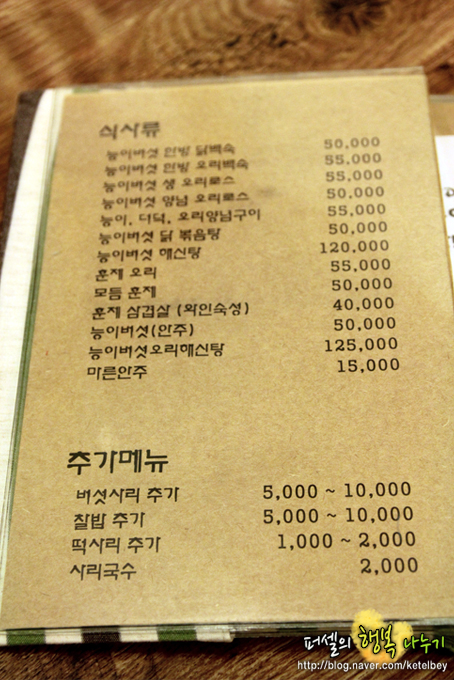 식사류
능이버섯 한방 닭백숙 50,000
능이버섯 한방 오리백숙 55,000
능이버섯 생 오리로스 55,000
능이버섯 양념 오리로스 50,000
능이, 더덕, 오리양념구이 55,000
능이버섯 닭 볶음탕 50,000
능이버섯 해신탕 120,000
훈제 오리 55,000
모듬 훈제 50,000
훈제 삼겹살 (와인숙성) 40,000
능이버섯(안주) 50,000
능이버섯오리해신탕 125,000
마른안주 15,000
추가메뉴
버섯사리 추가 5,000 ~ 10,000
찰밥 추가 5,000 ~ 10,000
떡사리 추가 1,000 ~ 2,000
사리국수 2,000
퍼셀의 행복 나누기
http://blog.naver.com/ketelbey